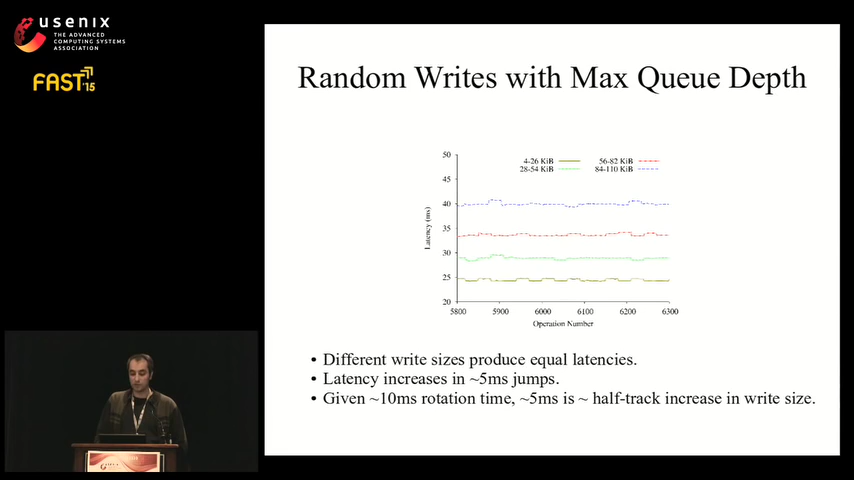 usenix
THE ADVANCED
COMPUTING SYSTEMS
ASSOCIATION
FAST '15
Random Writes with Max Queue Depth
50
45
40
35
30
25
20
Latency (ms)
4-26 KiB
28-54 KiB
56-82 KiB
84-110 KiB
5800 5900 6000 6100 6200 6300
Operation Number
• Different write sizes produce equal latencies.
• Latency increases in ~5ms jumps.
• Given ~10ms rotation time, ~5ms is ~ half-track increase in write size.